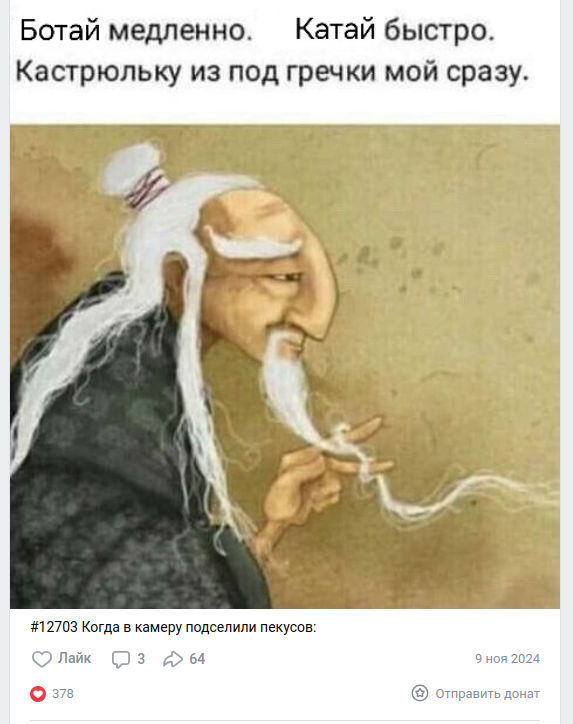 Ботай медленно. Катай быстро.
Кастрюльку из под гречки мой сразу.
#12703 Когда в камеру подселили пекусов:
Лайк 3 64 9 ноя 2024
378 Отправить донат